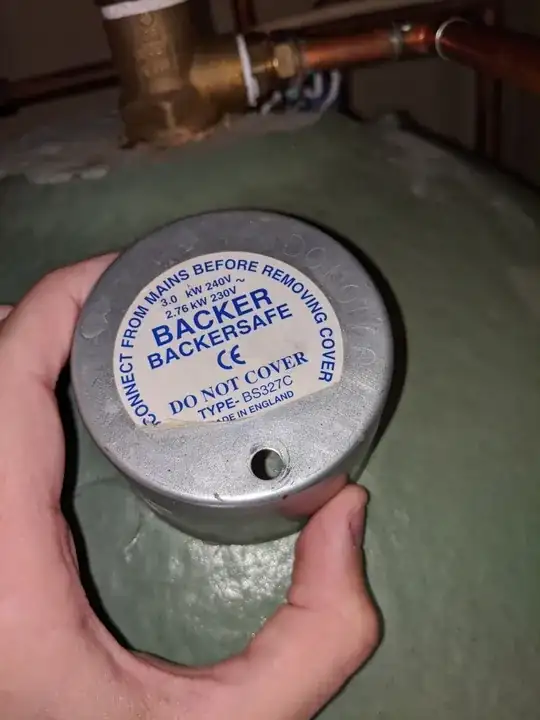 CONNECT FROM MAINS BEFORE REMOVING COVER
3.0 kW 240V ~
2.76 kW 230V
BACKER
BACKERSAFE
CE
DO NOT COVER
TYPE- BS327C
ADE IN ENGLAND